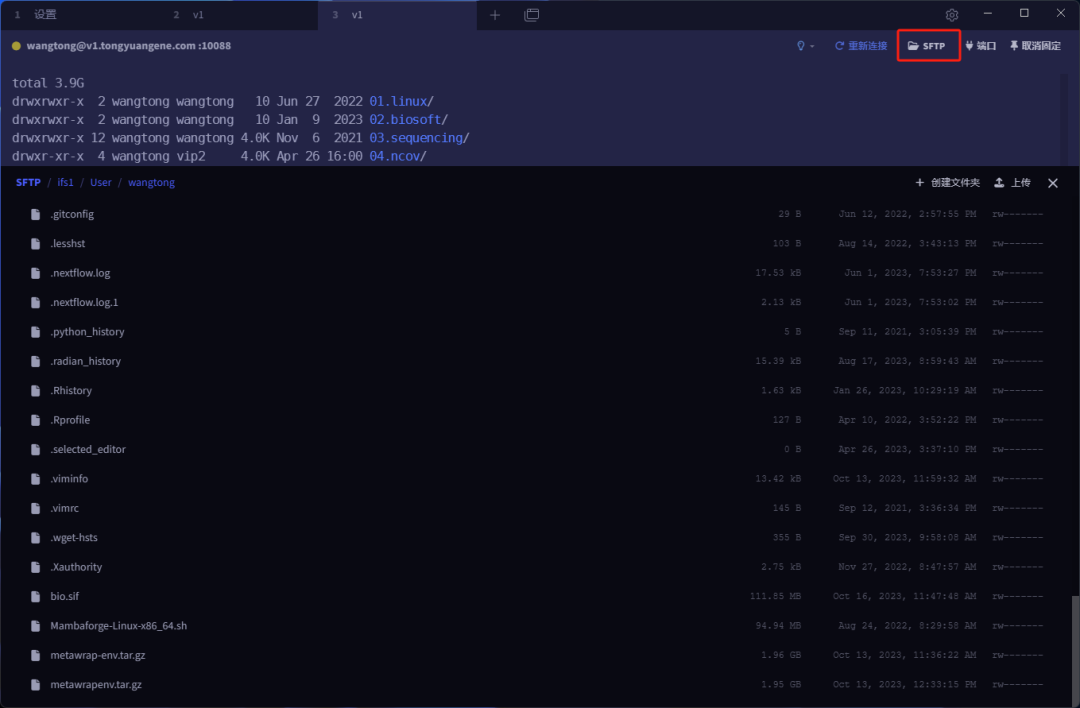 1 设置 2 v1 3 v1
wangtong@v1.tongyuangene.com :10088 重新连接 SFTP 端口 取消固定
total 3.9G
drwxrwxr-x 2 wangtong wangtong 10 Jun 27 2022 01.linux/
drwxrwxr-x 2 wangtong wangtong 10 Jan 9 2023 02.biosoft/
drwxrwxr-x 12 wangtong wangtong 4.0K Nov 6 2021 03.sequencing/
drwxr-xr-x 4 wangtong vip2 4.0K Apr 26 16:00 04.ncov/
SFTP / ifs1 / User / wangtong + 创建文件夹 上传
.gitconfig 29 B Jun 12, 2022, 2:57:55 PM rw-------
.lesshst 103 B Aug 14, 2022, 3:43:13 PM rw-------
.nextflow.log 17.53 kB Jun 1, 2023, 7:53:27 PM rw-------
.nextflow.log.1 2.13 kB Jun 1, 2023, 7:53:02 PM rw-------
.python_history 5 B Sep 11, 2021, 3:05:39 PM rw-------
.radian_history 15.39 kB Aug 17, 2023, 8:59:43 AM rw-------
.Rhistory 1.63 kB Jan 26, 2023, 10:29:19 AM rw-------
.Rprofile 127 B Apr 10, 2022, 3:52:22 PM rw-------
.selected_editor 0 B Apr 26, 2023, 3:37:10 PM rw-------
.viminfo 13.42 kB Oct 13, 2023, 11:59:32 AM rw-------
.vimrc 145 B Sep 12, 2021, 3:36:34 PM rw-------
.wget-hsts 355 B Sep 30, 2023, 9:58:08 AM rw-------
.Xauthority 2.75 kB Nov 27, 2022, 8:47:57 AM rw-------
bio.sif 111.85 MB Oct 16, 2023, 11:47:48 AM rw-------
Mambaforge-Linux-x86_64.sh 94.94 MB Aug 24, 2022, 8:29:58 AM rw-------
metawrap-env.tar.gz 1.96 GB Oct 13, 2023, 11:36:22 AM rw-------
metawrapenv.tar.gz 1.95 GB Oct 13, 2023, 12:33:15 PM rw-------